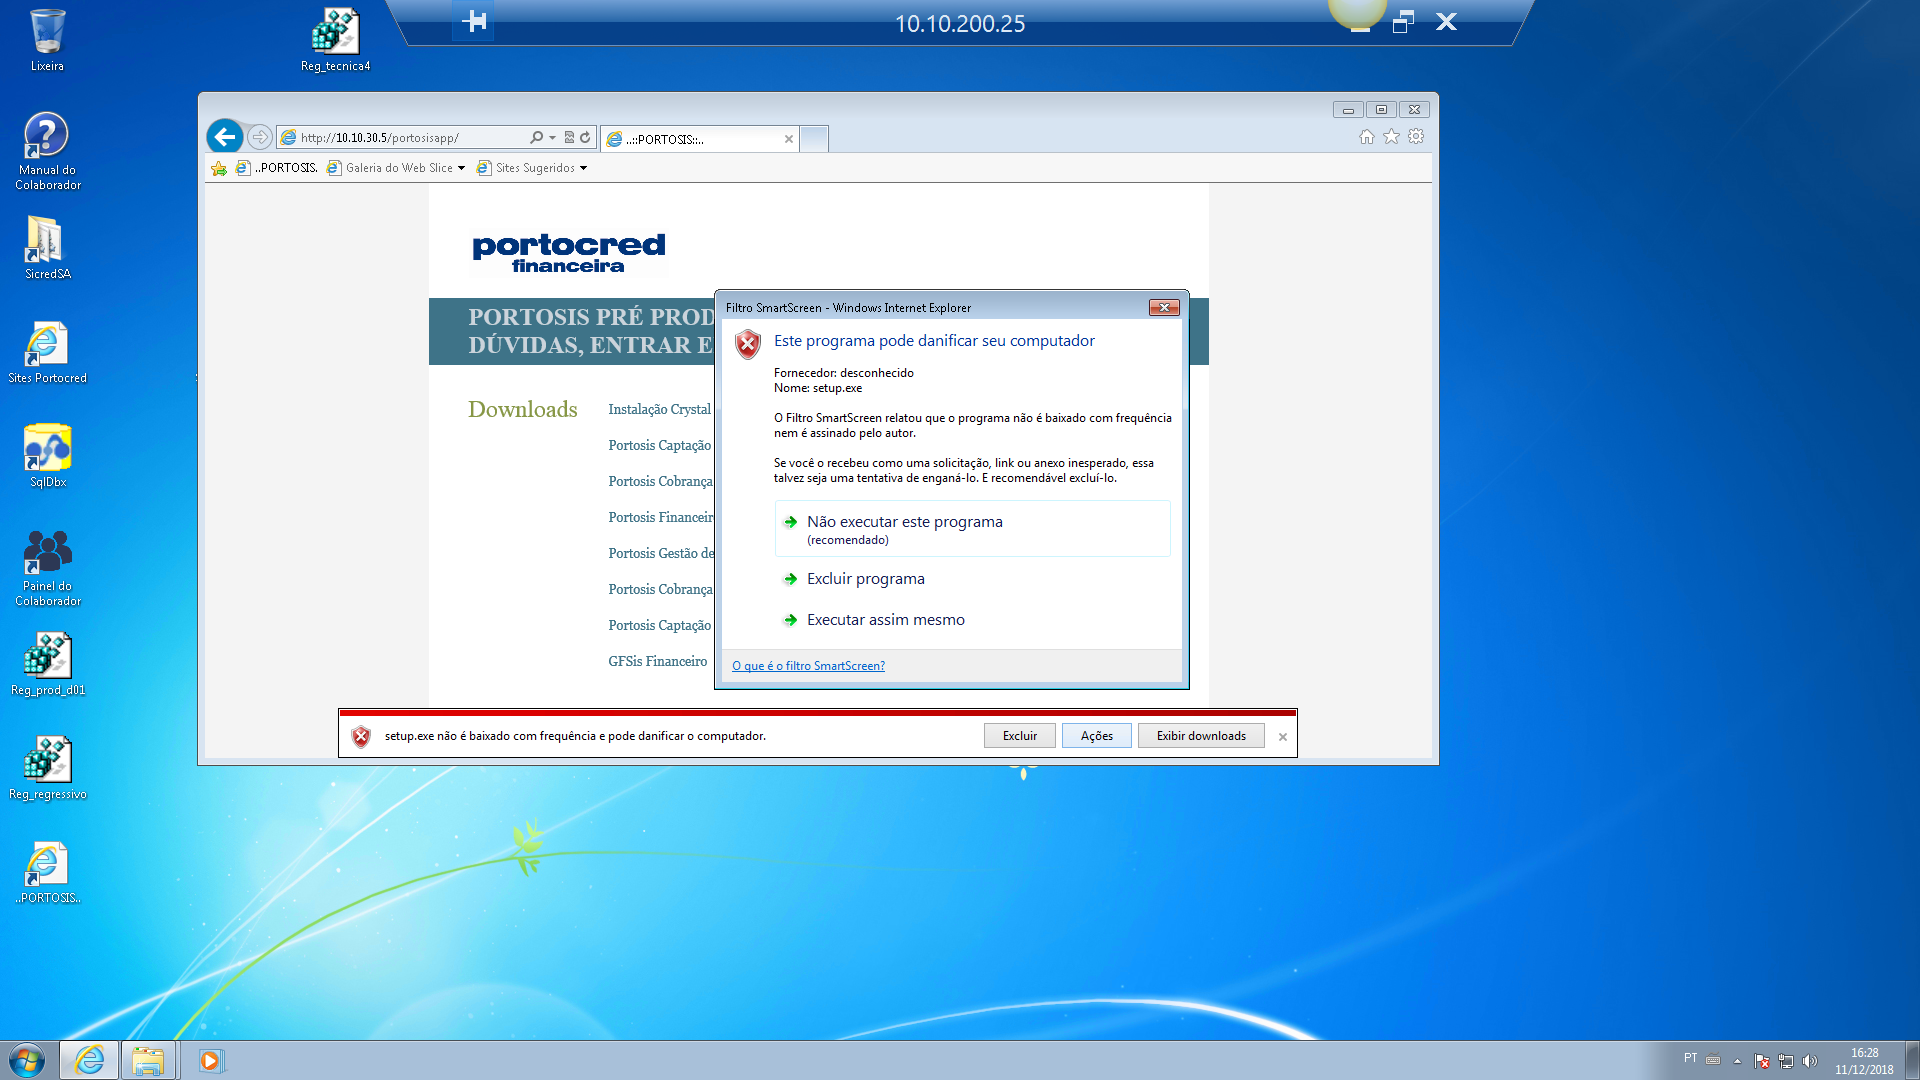 10.10.200.25
Lixeira
Reg_tecnica4
Manual do
Colaborador
SicredSA
Sites Portocred
SqlDbx
Painel do
Colaborador
Reg_prod_d01
Reg_regressivo
..PORTOSIS..
http://10.10.30.5/portosisapp/
..::PORTOSIS::..
..PORTOSIS.
Galeria do Web Slice
Sites Sugeridos
portocred
financeira
PORTOSIS PRÉ PROD
DÚVIDAS, ENTRAR E
Downloads
Instalação Crystal
Portosis Captação
Portosis Cobrança
Portosis Financeir
Portosis Gestão de
Portosis Cobrança
Portosis Captação
GFSis Financeiro
Filtro SmartScreen - Windows Internet Explorer
Este programa pode danificar seu computador
Fornecedor: desconhecido
Nome: setup.exe
O Filtro SmartScreen relatou que o programa não é baixado com frequência
nem é assinado pelo autor.
Se você o recebeu como uma solicitação, link ou anexo inesperado, essa
talvez seja uma tentativa de enganá-lo. E recomendável excluí-lo.
Não executar este programa
(recomendado)
Excluir programa
Executar assim mesmo
O que é o filtro SmartScreen?
setup.exe não é baixado com frequência e pode danificar o computador.
Excluir
Ações
Exibir downloads
PT
16:28
11/12/2018